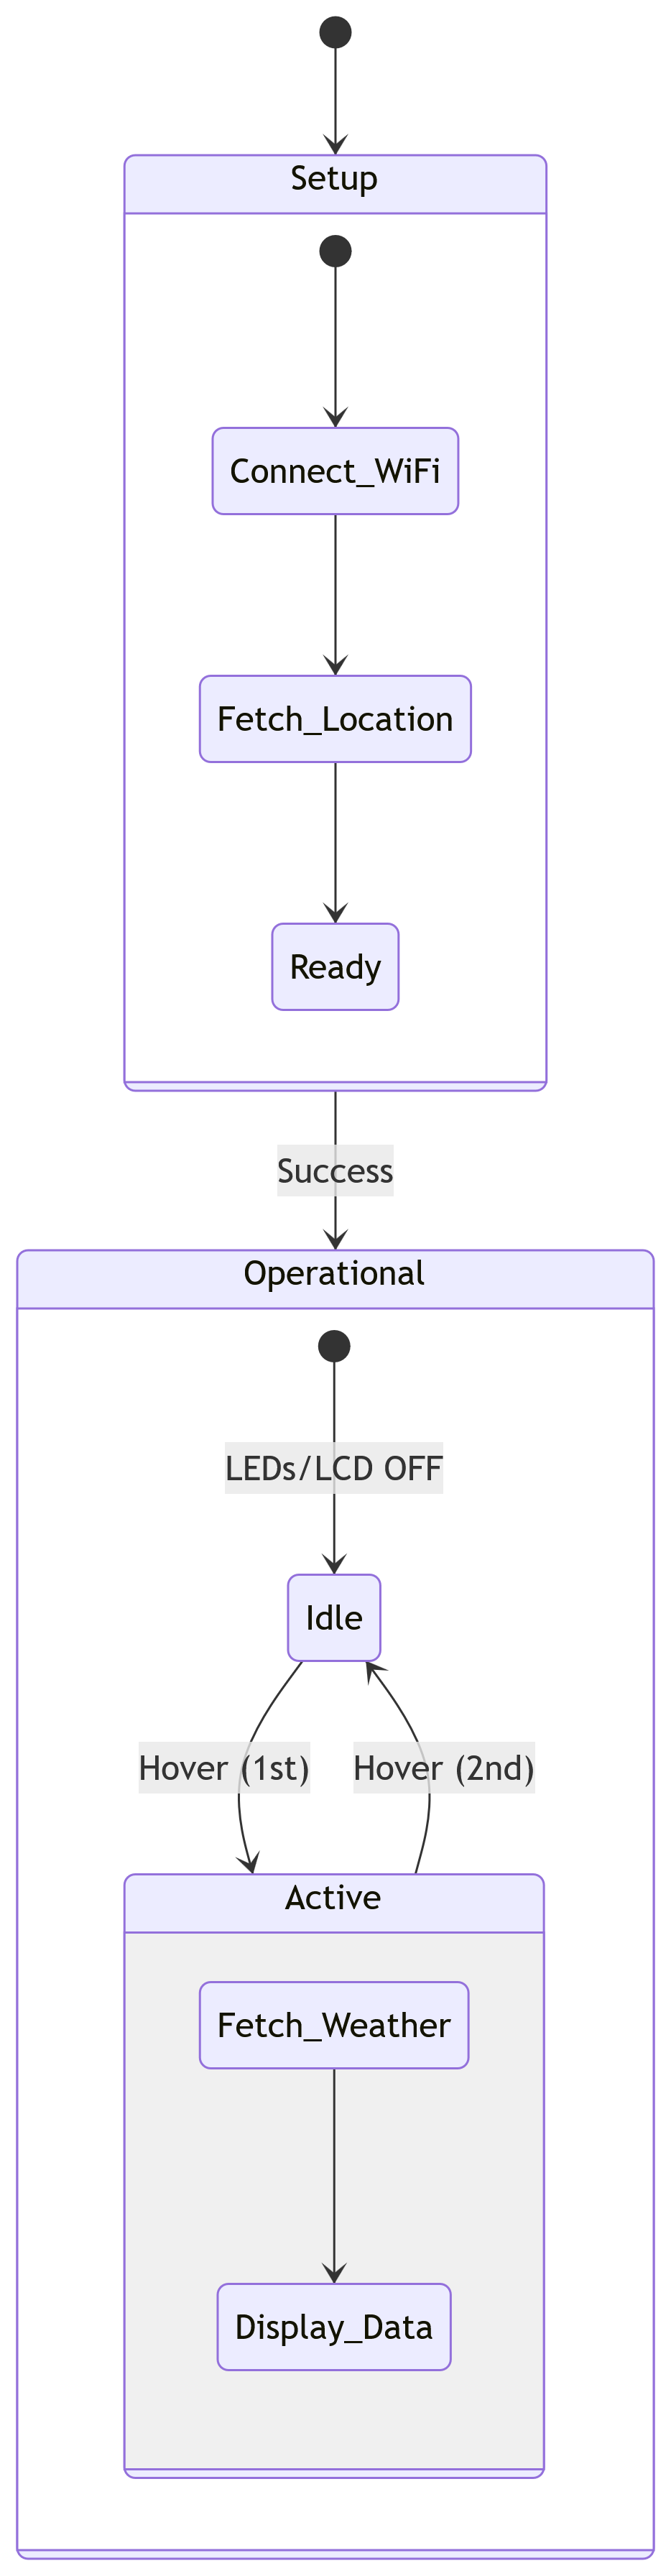 Setup
Connect_WiFi
Fetch_Location
Ready
Success
Operational
LEDs/LCD OFF
Idle
Hover (1st)
Hover (2nd)
Active
Fetch_Weather
Display_Data